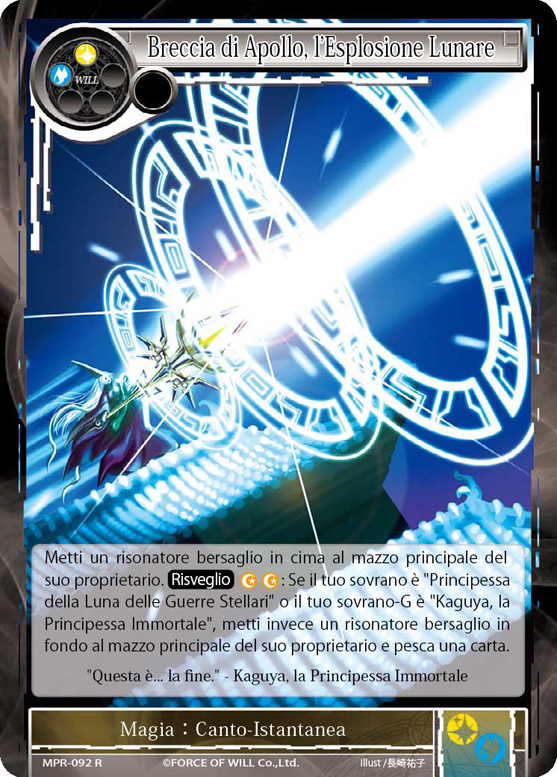 Breccia di Apollo, l'Esplosione Lunare
WILL
Metti un risonatore bersaglio in cima al mazzo principale del
suo proprietario. Risveglio : Se il tuo sovrano è "Principessa
della Luna delle Guerre Stellari" o il tuo sovrano-G è "Kaguya, la
Principessa Immortale", metti invece un risonatore bersaglio in
fondo al mazzo principale del suo proprietario e pesca una carta.
"Questa è... la fine." - Kaguya, la Principessa Immortale
Magia : Canto-Istantanea
MPR-092 R ©FORCE OF WILL Co.,Ltd. Illust /長崎祐子